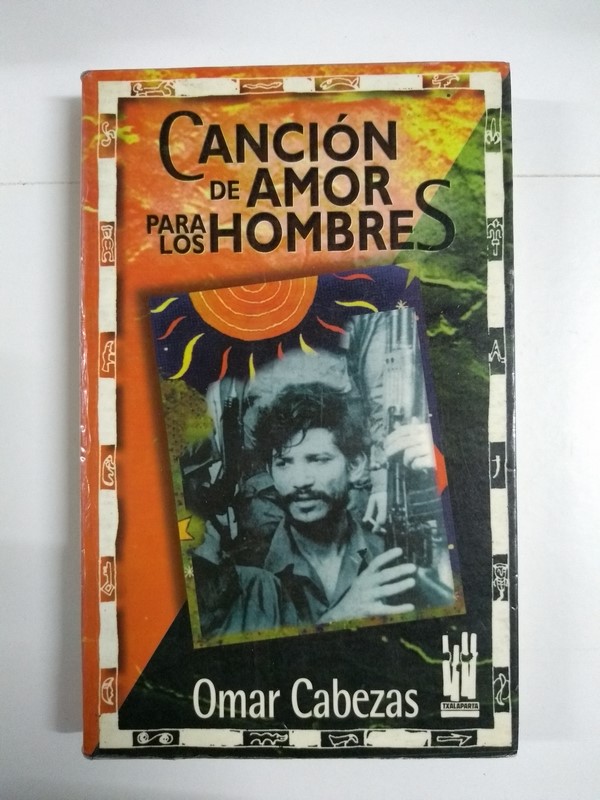 CANCIÓN
DE AMOR
PARA LOS HOMBRES
Omar Cabezas
TXALAPARTA